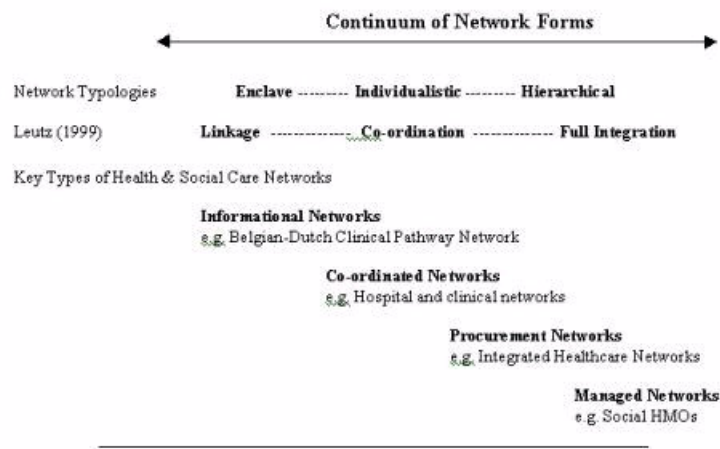 Continuum of Network Forms
Network Typologies Enclave --------- Individualistic --------- Hierarchical
Leutz (1999) Linkage -------------- Co-ordination -------------- Full Integration
Key Types of Health & Social Care Networks
Informational Networks
e.g. Belgian-Dutch Clinical Pathway Network
Co-ordinated Networks
e.g. Hospital and clinical networks
Procurement Networks
e.g. Integrated Healthcare Networks
Managed Networks
e.g. Social HMOs